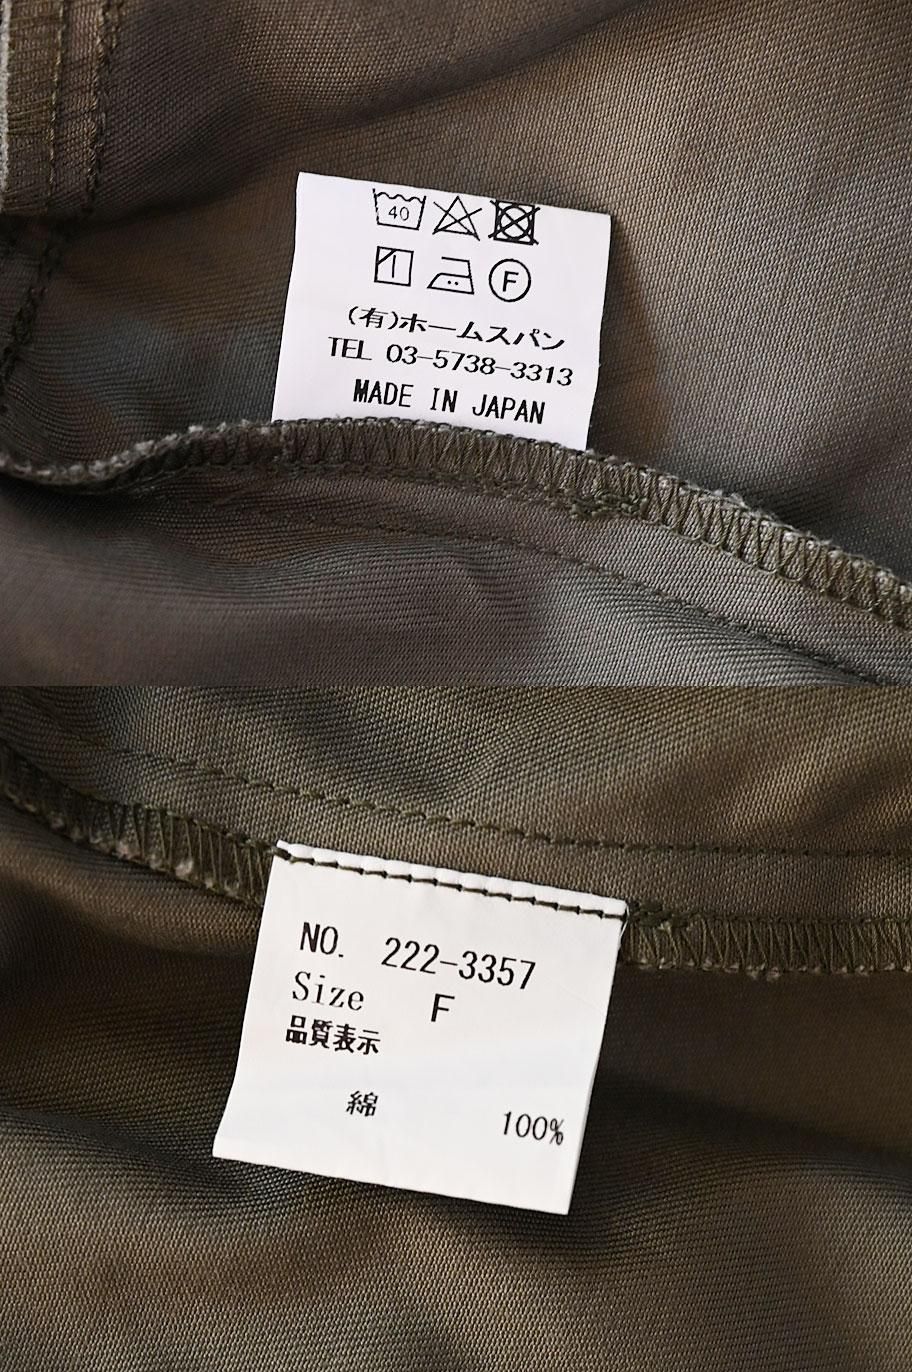 40
F
(有)ホームスパン
TEL 03-5738-3313
MADE IN JAPAN
NO. 222-3357
Size F
品質表示
綿 100%